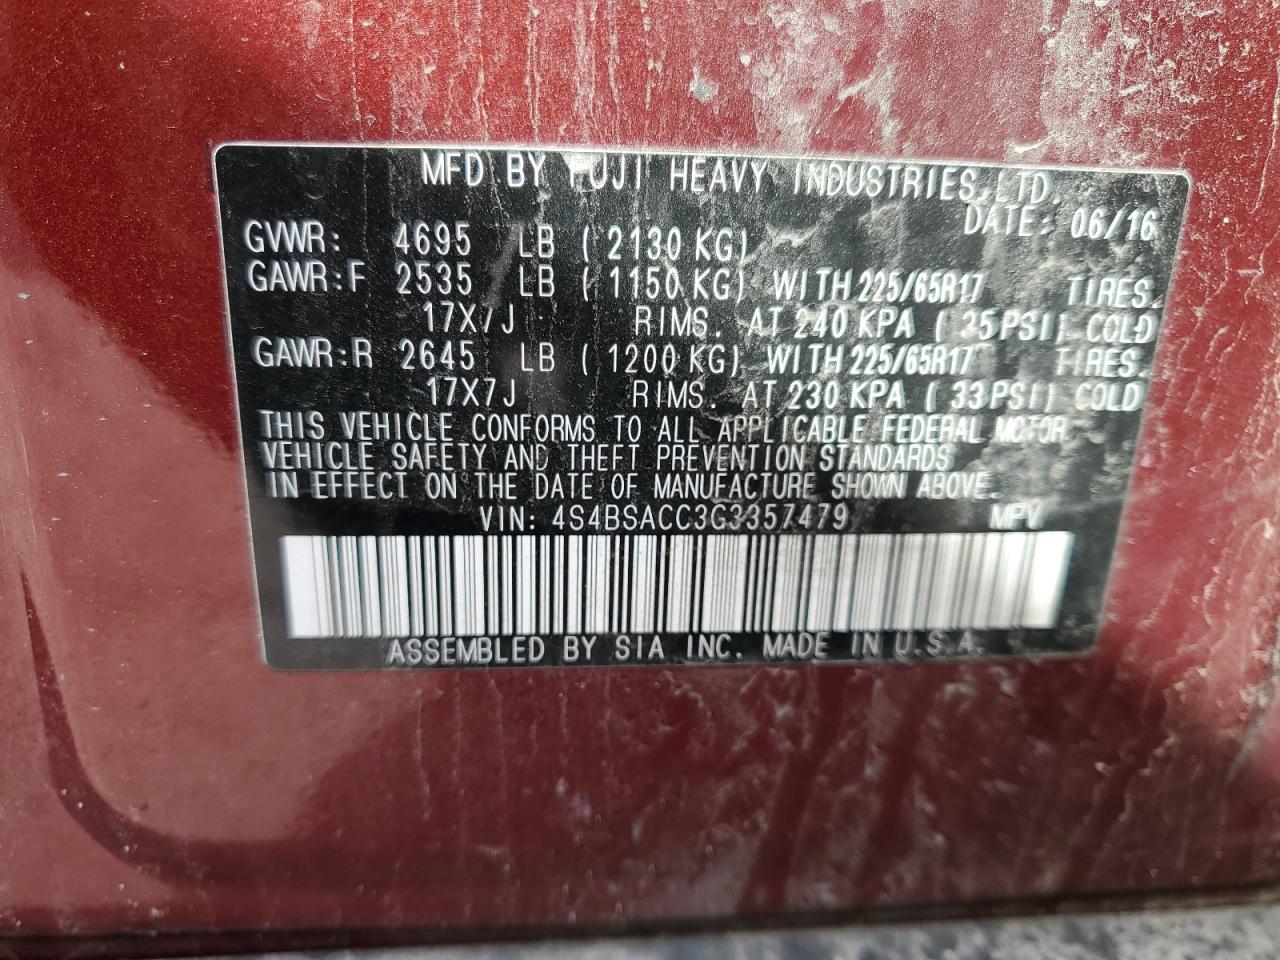 MFD BY FUJI HEAVY INDUSTRIES,LTD.
DATE: 06/16
GVWR: 4695 LB ( 2130 KG)
GAWR:F 2535 LB ( 1150 KG) WITH 225/65R17 TIRES.
17X7J RIMS. AT 240 KPA ( 35PSI) COLD
GAWR:R 2645 LB ( 1200 KG) WITH 225/65R17 TIRES.
17X7J RIMS. AT 230 KPA ( 33PSI) COLD
THIS VEHICLE CONFORMS TO ALL APPLICABLE FEDERAL MOTOR
VEHICLE SAFETY AND THEFT PREVENTION STANDARDS
IN EFFECT ON THE DATE OF MANUFACTURE SHOWN ABOVE.
VIN: 4S4BSACC3G3357479 MPV
ASSEMBLED BY SIA INC. MADE IN U.S.A.